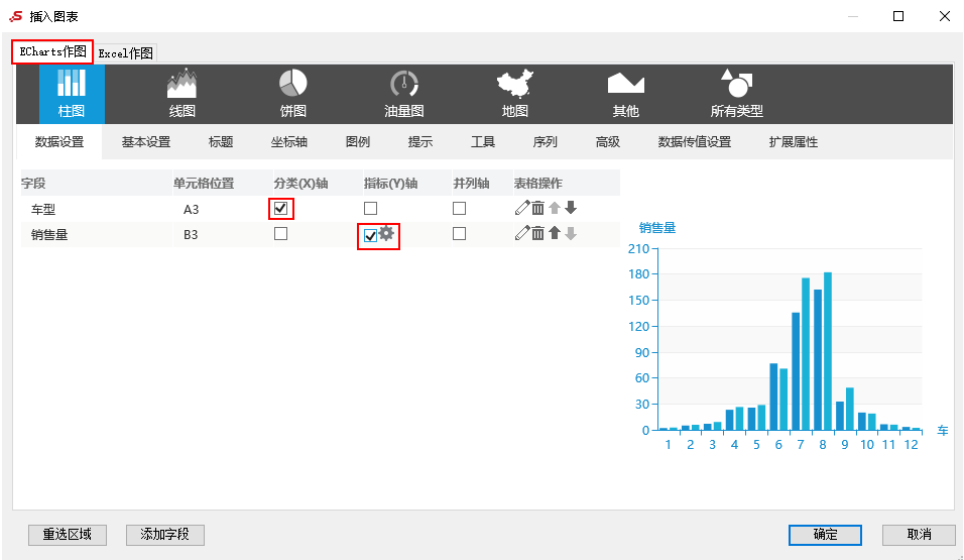 插入图表
ECharts作图 Excel作图
柱图 线图 饼图 油量图 地图 其他 所有类型
数据设置 基本设置 标题 坐标轴 图例 提示 工具 序列 高级 数据传值设置 扩展属性
字段 单元格位置 分类(X)轴 指标(Y)轴 并列轴 表格操作
车型 A3
销售量 B3
销售量
210
180
150
120
90
60
30
0
1 2 3 4 5 6 7 8 9 10 11 12 车
重选区域 添加字段 确定 取消